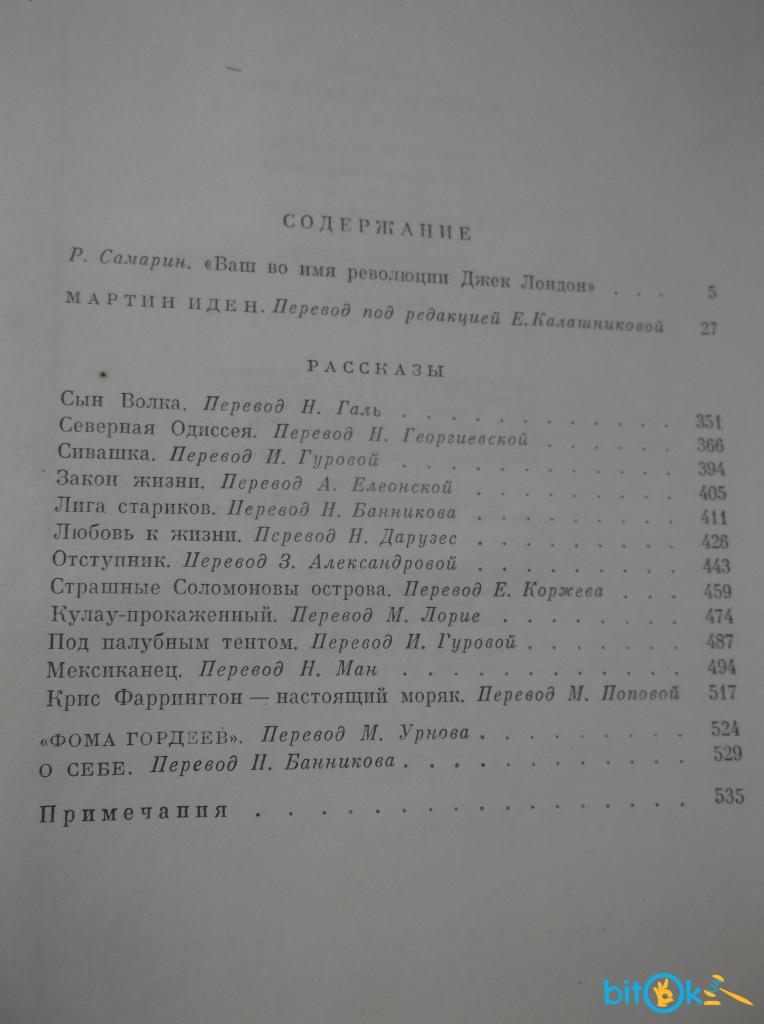 СОДЕРЖАНИЕ
Р. Самарин. «Ваш во имя революции Джек Лондон» . . . 5
МАРТИН ИДЕН. Перевод под редакцией Е. Калашниковой 27
РАССКАЗЫ
Сын Волка. Перевод Н. Галь . . . . . . . . . . . 351
Северная Одиссея. Перевод Н. Георгиевской . . . . . 366
Сивашка. Перевод И. Гуровой . . . . . . . . . . . 394
Закон жизни. Перевод А. Елеонской . . . . . . . . 405
Лига стариков. Перевод Н. Банникова . . . . . . . . 411
Любовь к жизни. Перевод Н. Дарузес . . . . . . . . 426
Отступник. Перевод З. Александровой . . . . . . . . 443
Страшные Соломоновы острова. Перевод Е. Коржева . . . 459
Кулау-прокаженный. Перевод М. Лорие . . . . . . . 474
Под палубным тентом. Перевод И. Гуровой . . . . . . 487
Мексиканец. Перевод Н. Ман . . . . . . . . . . . 494
Крис Фаррингтон — настоящий моряк. Перевод М. Поповой 517
«ФОМА ГОРДЕЕВ». Перевод М. Урнова . . . . . . . . 524
О СЕБЕ. Перевод Н. Банникова . . . . . . . . . . . 529
Примечания . . . . . . . . . . . . . . . 535
bitok